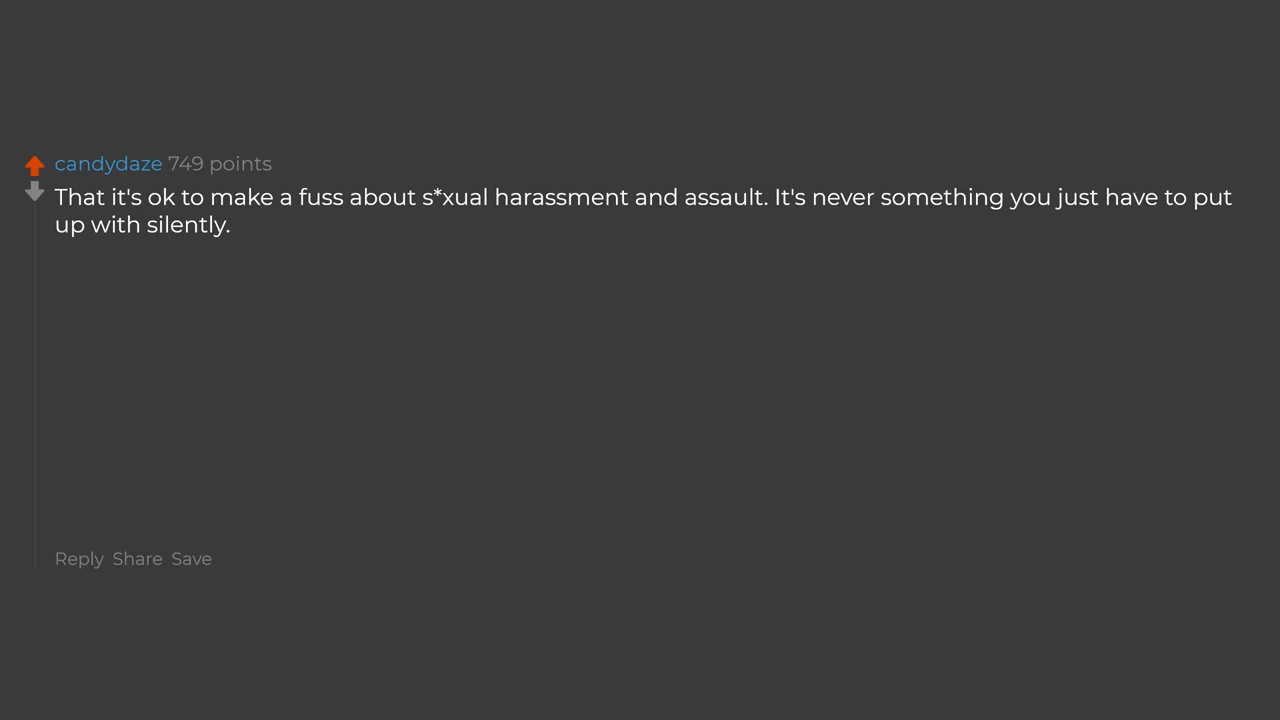 candydaze 749 points
That it's ok to make a fuss about s*xual harassment and assault. It's never something you just have to put
up with silently.
Reply Share Save